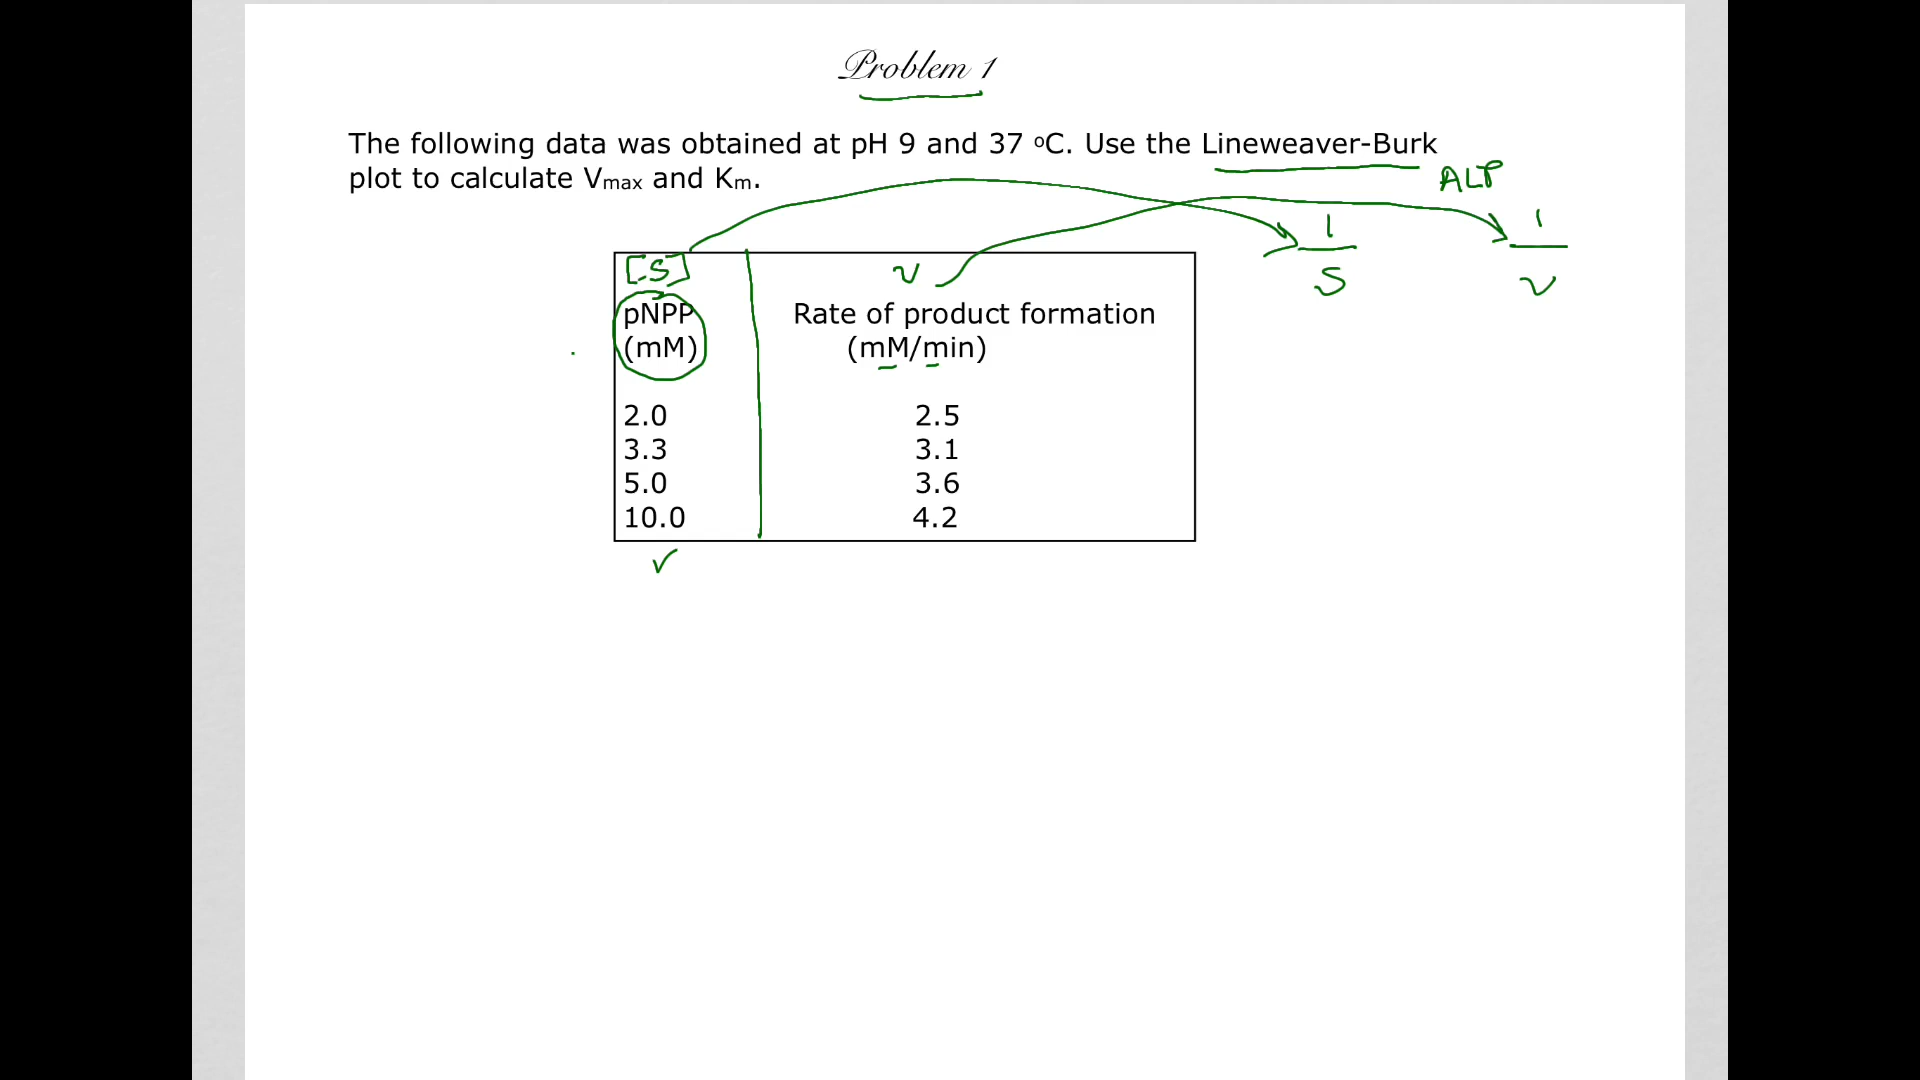 Problem 1
The following data was obtained at pH 9 and 37 oC. Use the Lineweaver-Burk
plot to calculate Vmax and Km.
ALP
1/S 1/v
[S] v
pNPP Rate of product formation
(mM) (mM/min)
2.0 2.5
3.3 3.1
5.0 3.6
10.0 4.2